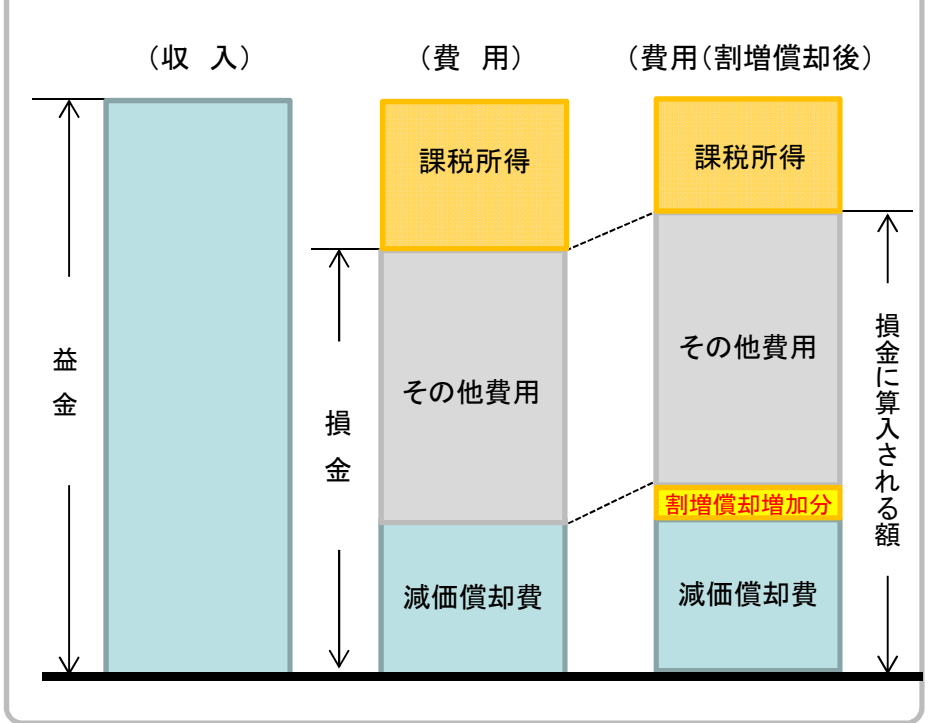 （収　入）
（費　用）
（費用（割増償却後）
課税所得
課税所得
益金
損金
その他費用
その他費用
損金に算入される額
割増償却増加分
減価償却費
減価償却費